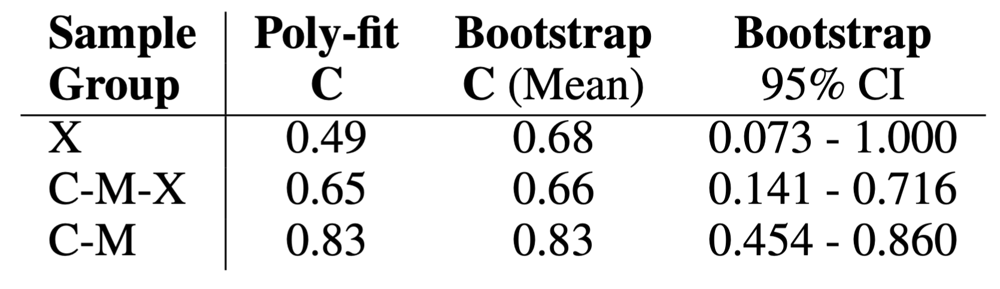 Sample Poly-fit Bootstrap Bootstrap
Group C C (Mean) 95% CI
X 0.49 0.68 0.073 - 1.000
C-M-X 0.65 0.66 0.141 - 0.716
C-M 0.83 0.83 0.454 - 0.860